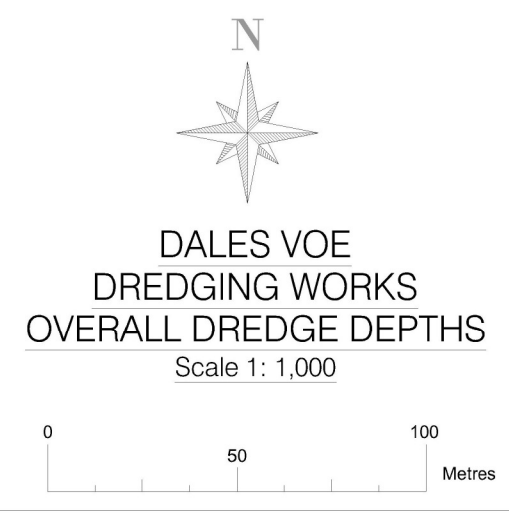 N
DALES VOE
DREDGING WORKS
OVERALL DREDGE DEPTHS
Scale 1: 1,000
0 100
50
Metres